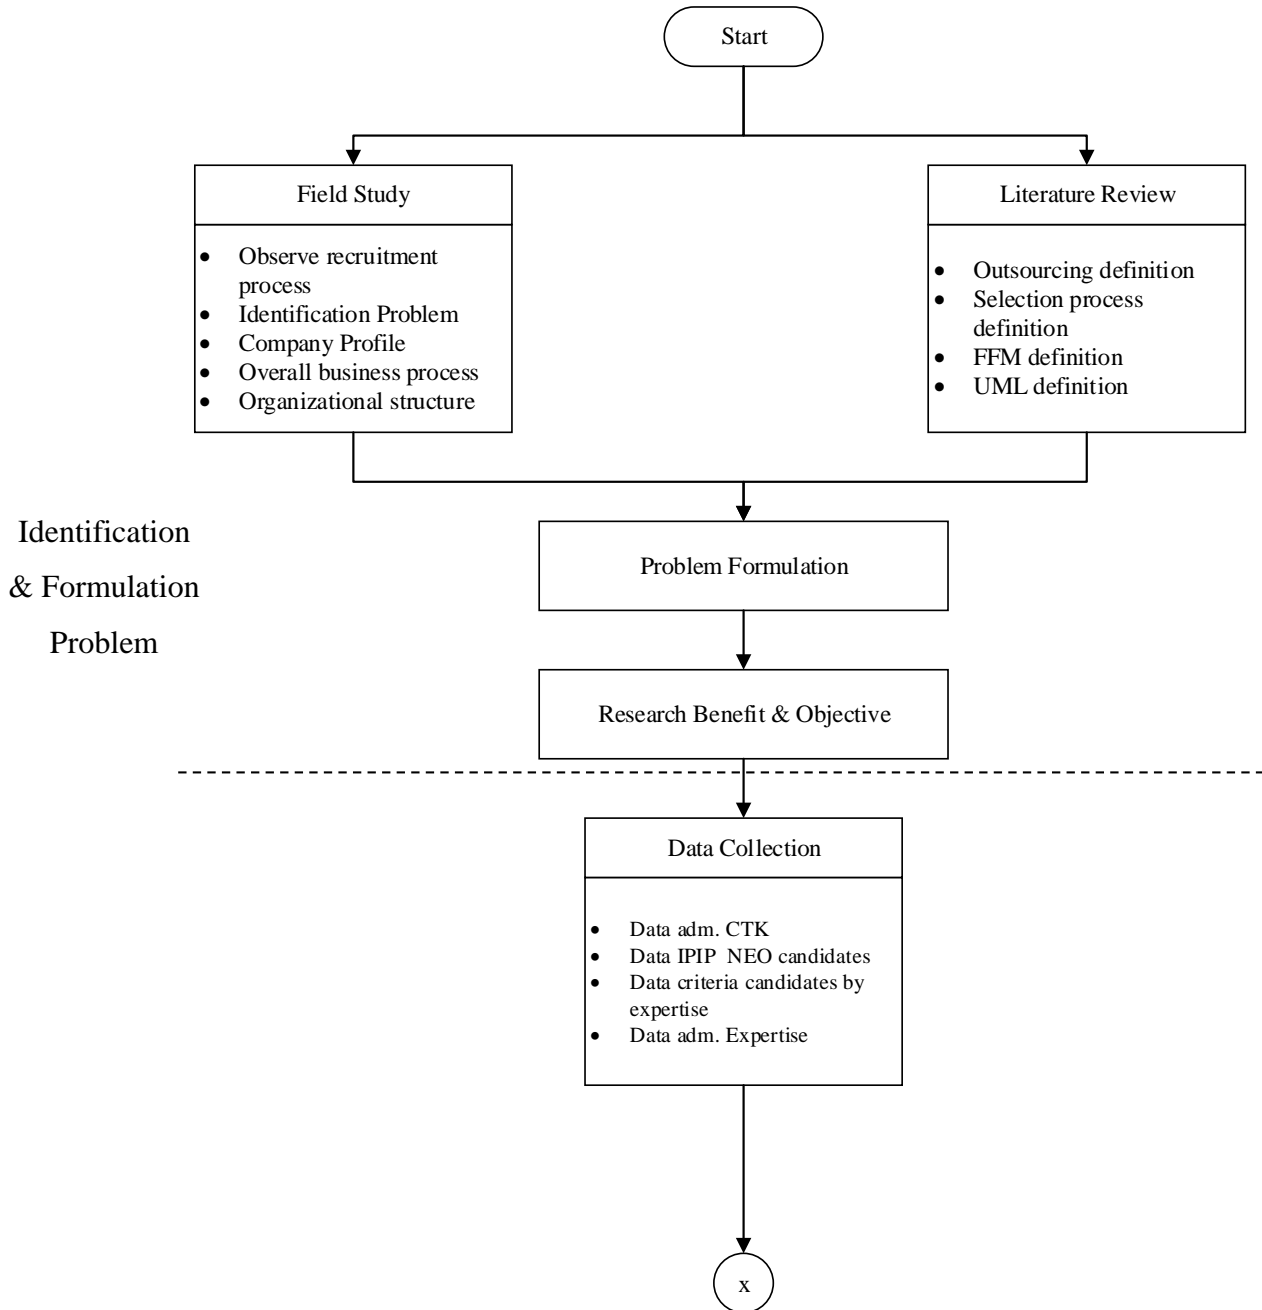 Start
Field Study
• Observe recruitment
process
• Identification Problem
• Company Profile
• Overall business process
• Organizational structure
Literature Review
• Outsourcing definition
• Selection process
definition
• FFM definition
• UML definition
Identification
& Formulation
Problem
Problem Formulation
Research Benefit & Objective
Data Collection
• Data adm. CTK
• Data IPIP NEO candidates
• Data criteria candidates by
expertise
• Data adm. Expertise
x